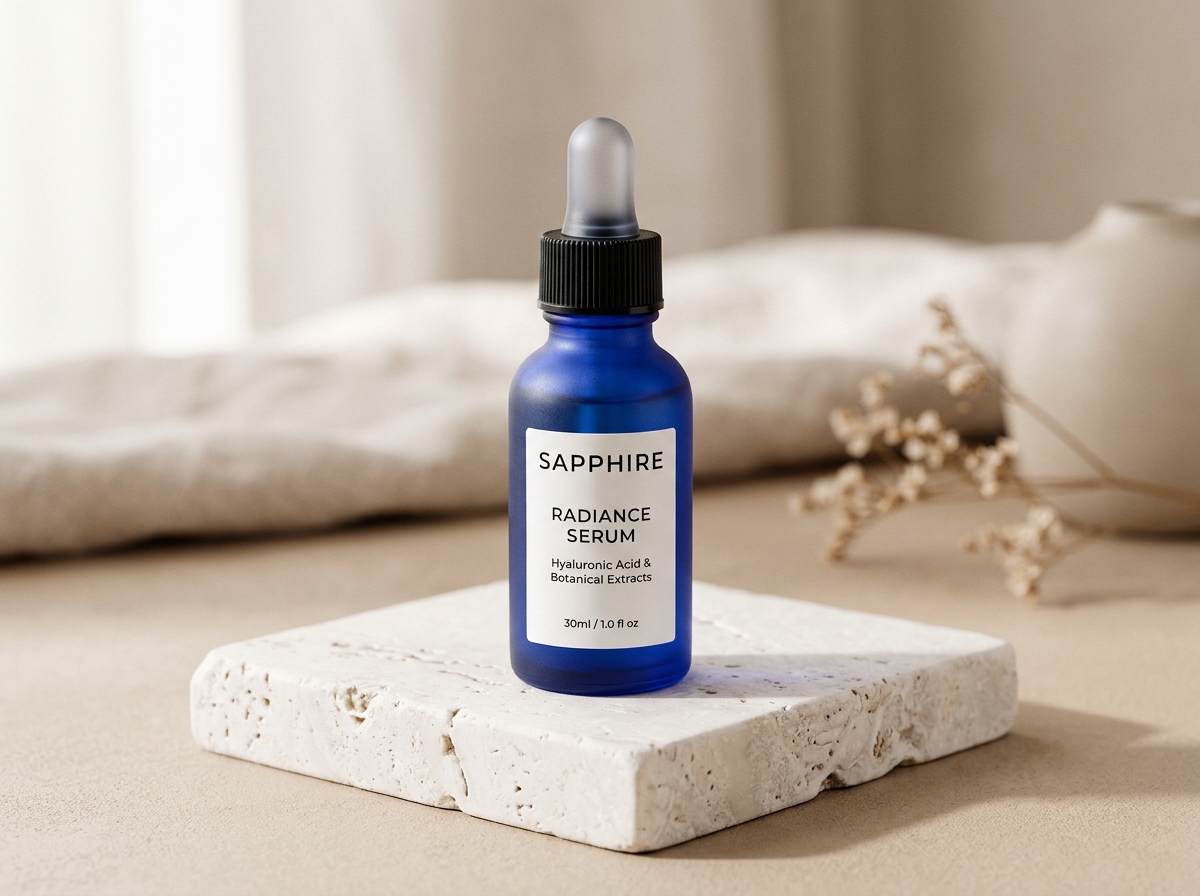 SAPPHIRE
RADIANCE
SERUM
Hyaluronic Acid &
Botanical Extracts
30ml / 1.0 fl oz